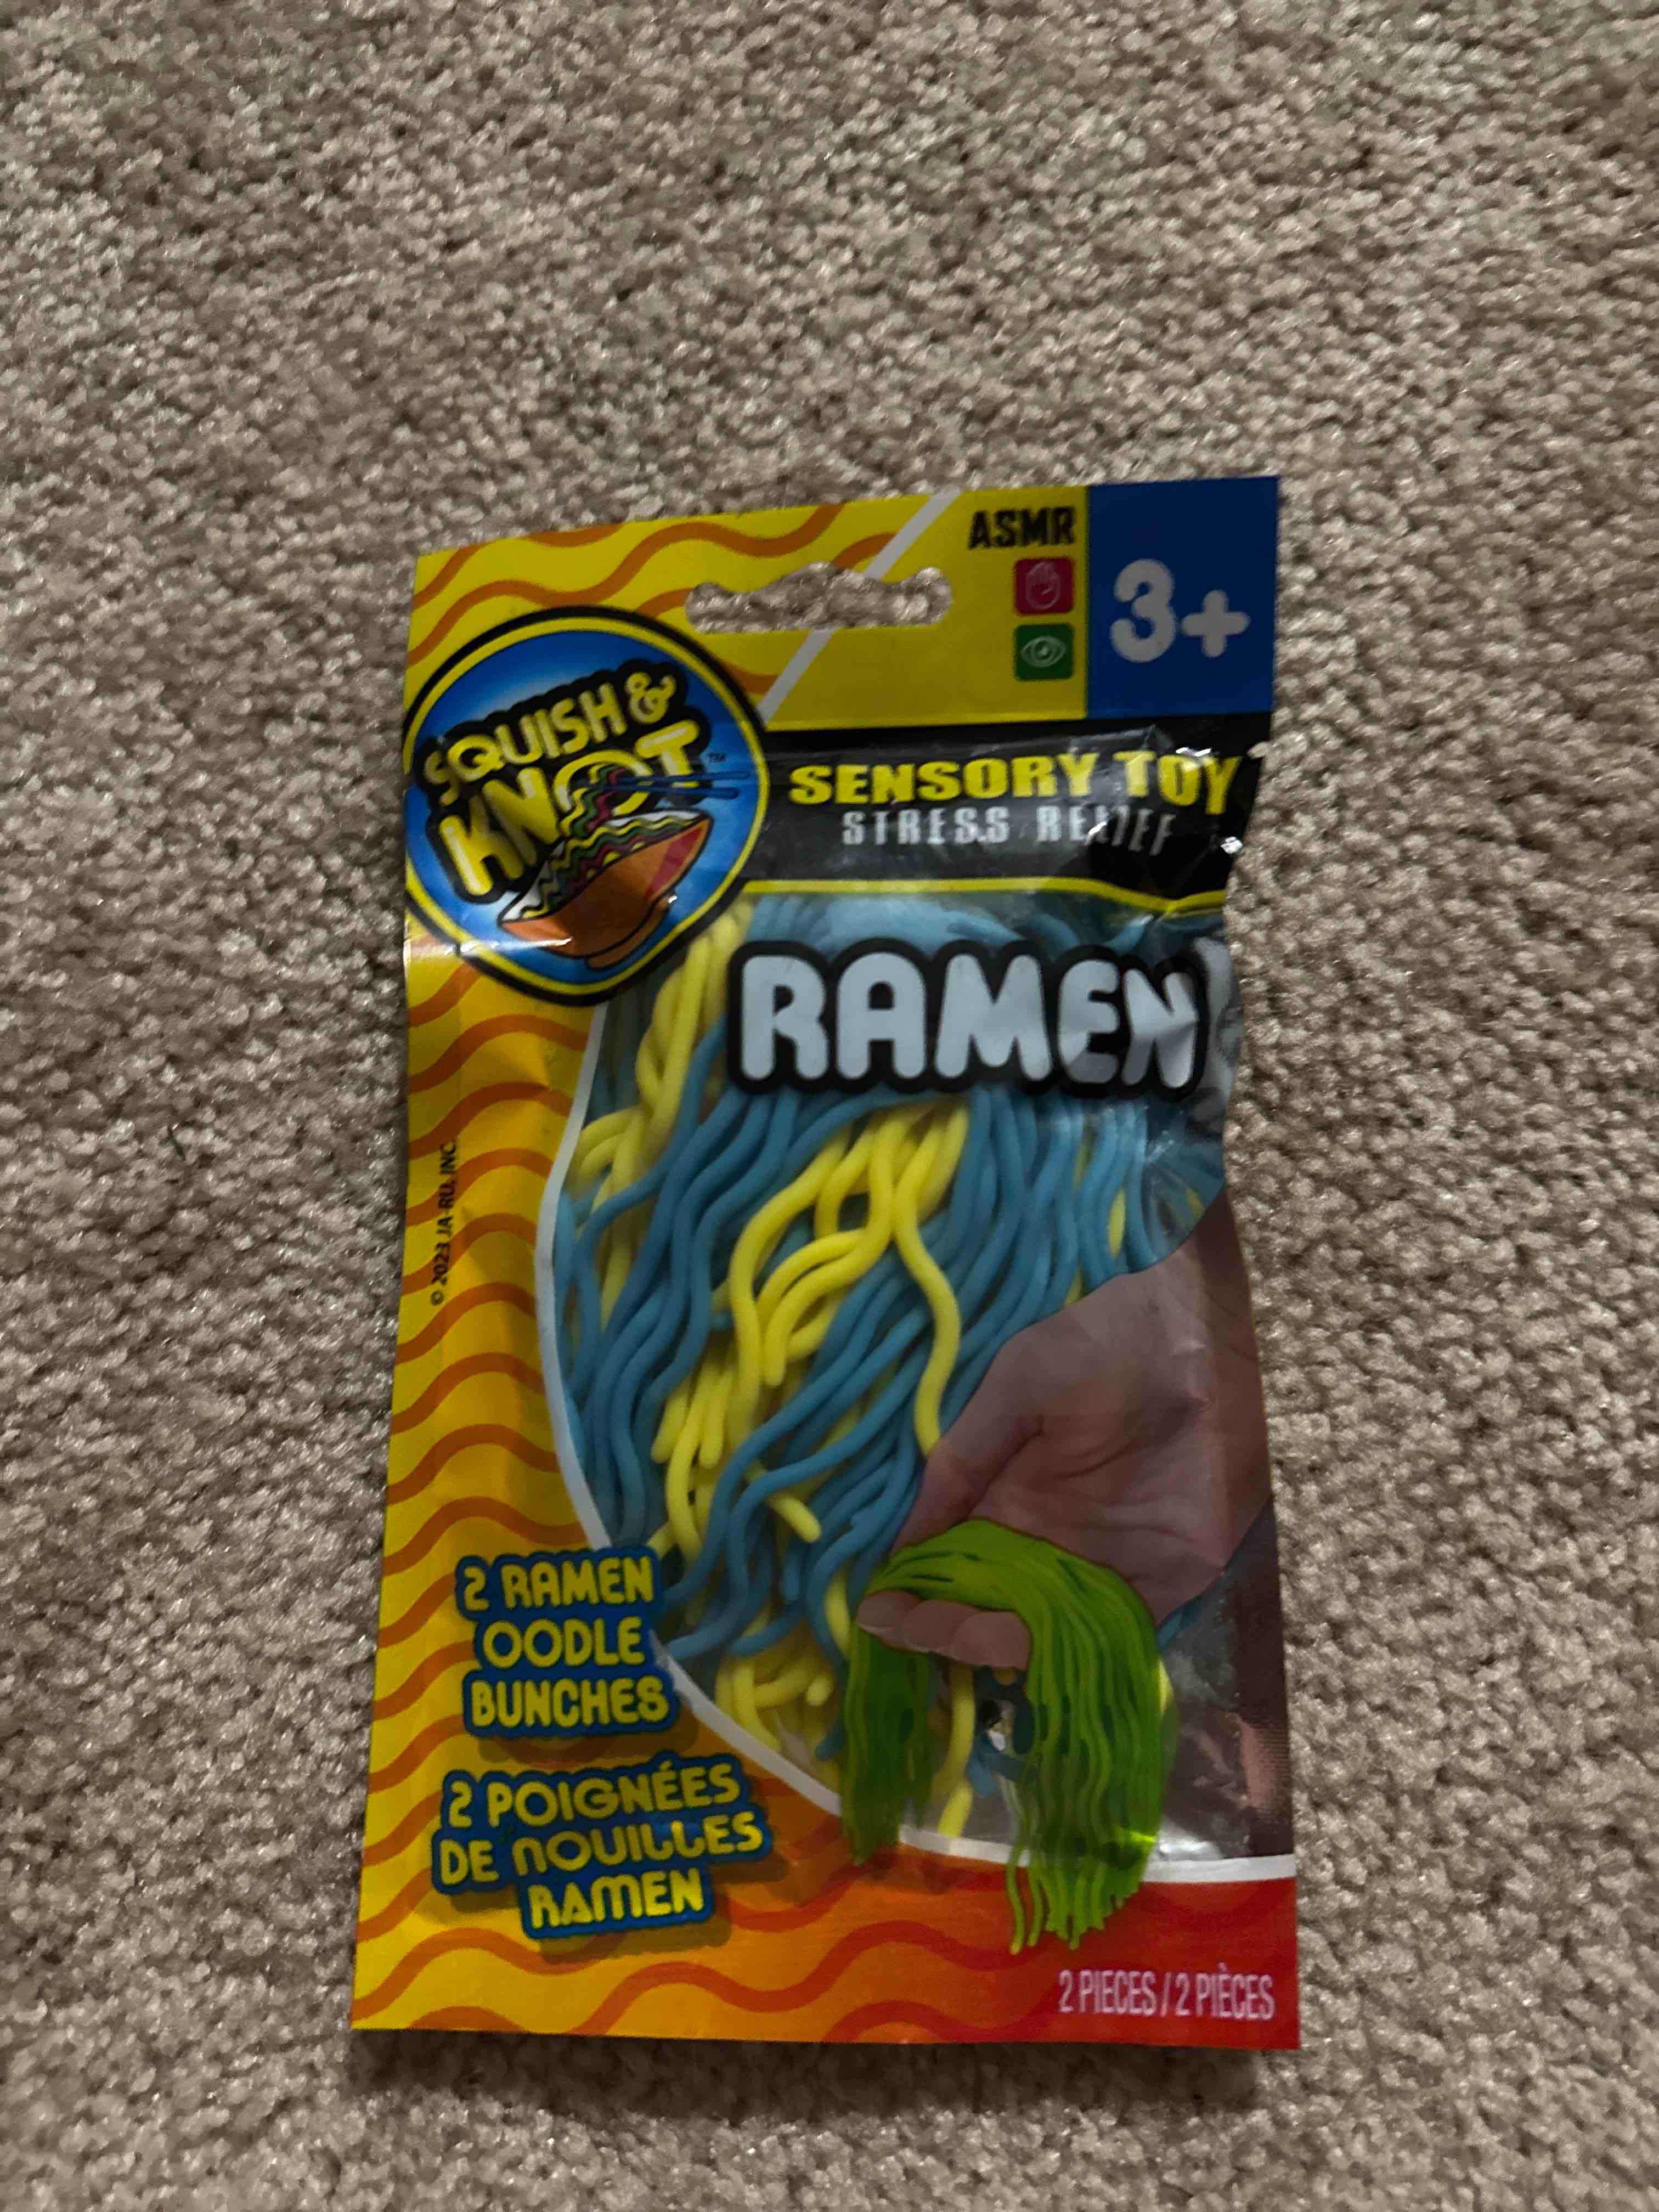 ASMR
3+
SQUISH &
KNOT™
SENSORY TOY
STRESS RELIEF
RAMEN
© 2023 JA-RU, INC.
2 RAMEN
OODLE
BUNCHES
2 POIGNÉES
DE NOUILLES
RAMEN
2 PIECES / 2 PIÈCES